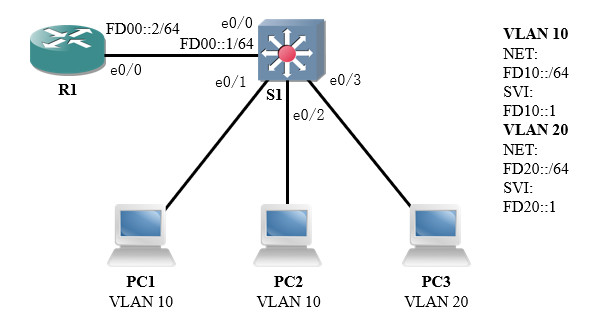 FD00::2/64
e0/0
FD00::1/64
e0/0
R1
e0/1
S1
e0/3
e0/2
VLAN 10
NET:
FD10::/64
SVI:
FD10::1
VLAN 20
NET:
FD20::/64
SVI:
FD20::1
PC1
VLAN 10
PC2
VLAN 10
PC3
VLAN 20